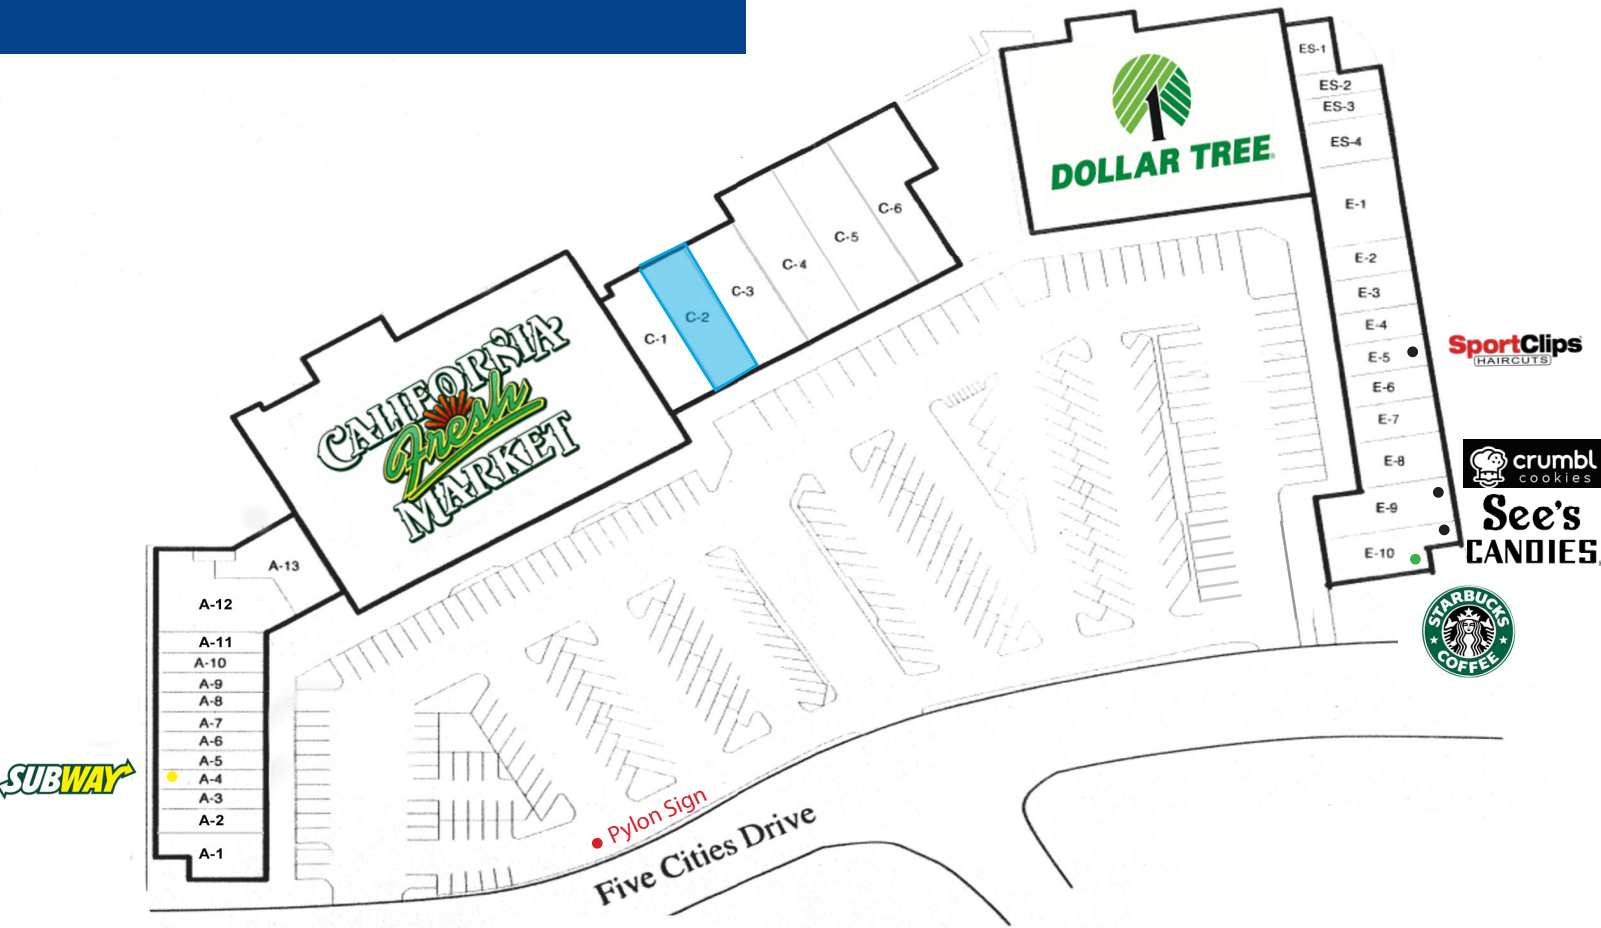 ES-1
ES-2
ES-3
ES-4
DOLLAR TREE
E-1
E-2
E-3
E-4
E-5
E-6
E-7
E-8
E-9
E-10
SportClips
HAIRCUTS
crumbl
cookies
See's
CANDIES
STARBUCKS
COFFEE
C-6
C-5
C-4
C-3
C-2
C-1
CALIFORNIA
Fresh
MARKET
A-13
A-12
A-11
A-10
A-9
A-8
A-7
A-6
A-5
A-4
A-3
A-2
A-1
SUBWAY
Pylon Sign
Five Cities Drive